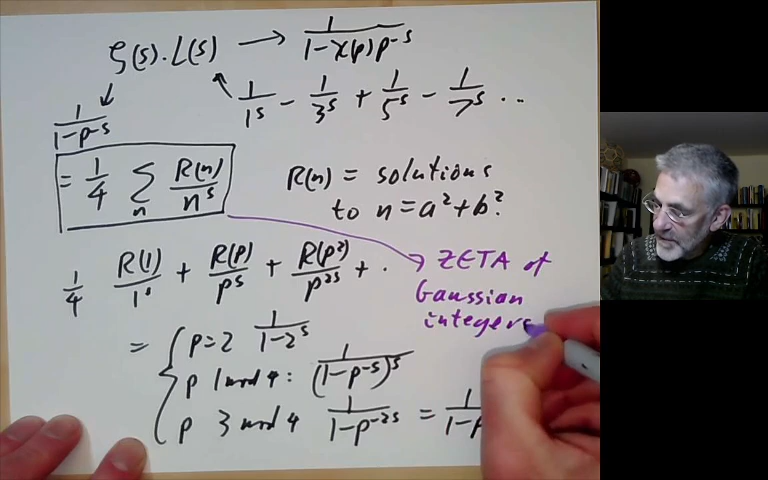 ζ(s).L(s) → 1/(1-χ(p)p^-s)
1/1^s - 1/3^s + 1/5^s - 1/7^s ...
1/(1-p^-s)
= 1/4 Σ_n R(n)/n^s
R(n) = solutions
to n=a²+b².
1/4 R(1)/1^s + R(p)/p^s + R(p²)/p^2s + .
→ ZETA of
Gaussian
integers
= { p=2 1/(1-2^s)
p 1 mod 4: 1/(1-p^-s)^s
p 3 mod 4 1/(1-p^-2s) = 1/(1-p